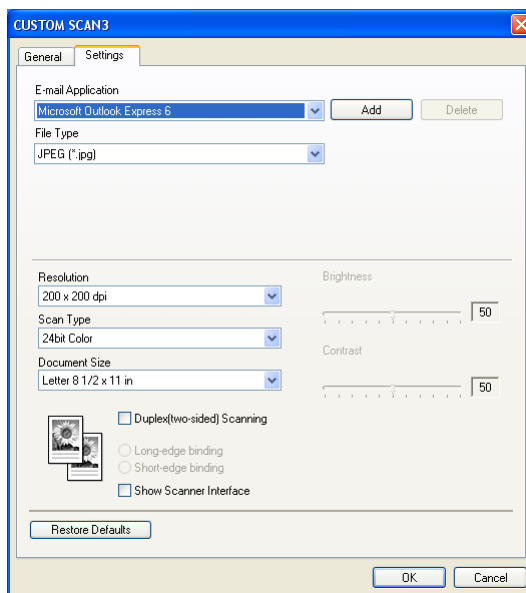 CUSTOM SCAN3
General Settings
E-mail Application
Microsoft Outlook Express 6 Add Delete
File Type
JPEG (*.jpg)
Resolution Brightness
200 x 200 dpi 50
Scan Type
24bit Color Contrast
Document Size
Letter 8 1/2 x 11 in 50
Duplex(two-sided) Scanning
Long-edge binding
Short-edge binding
Show Scanner Interface
Restore Defaults
OK Cancel